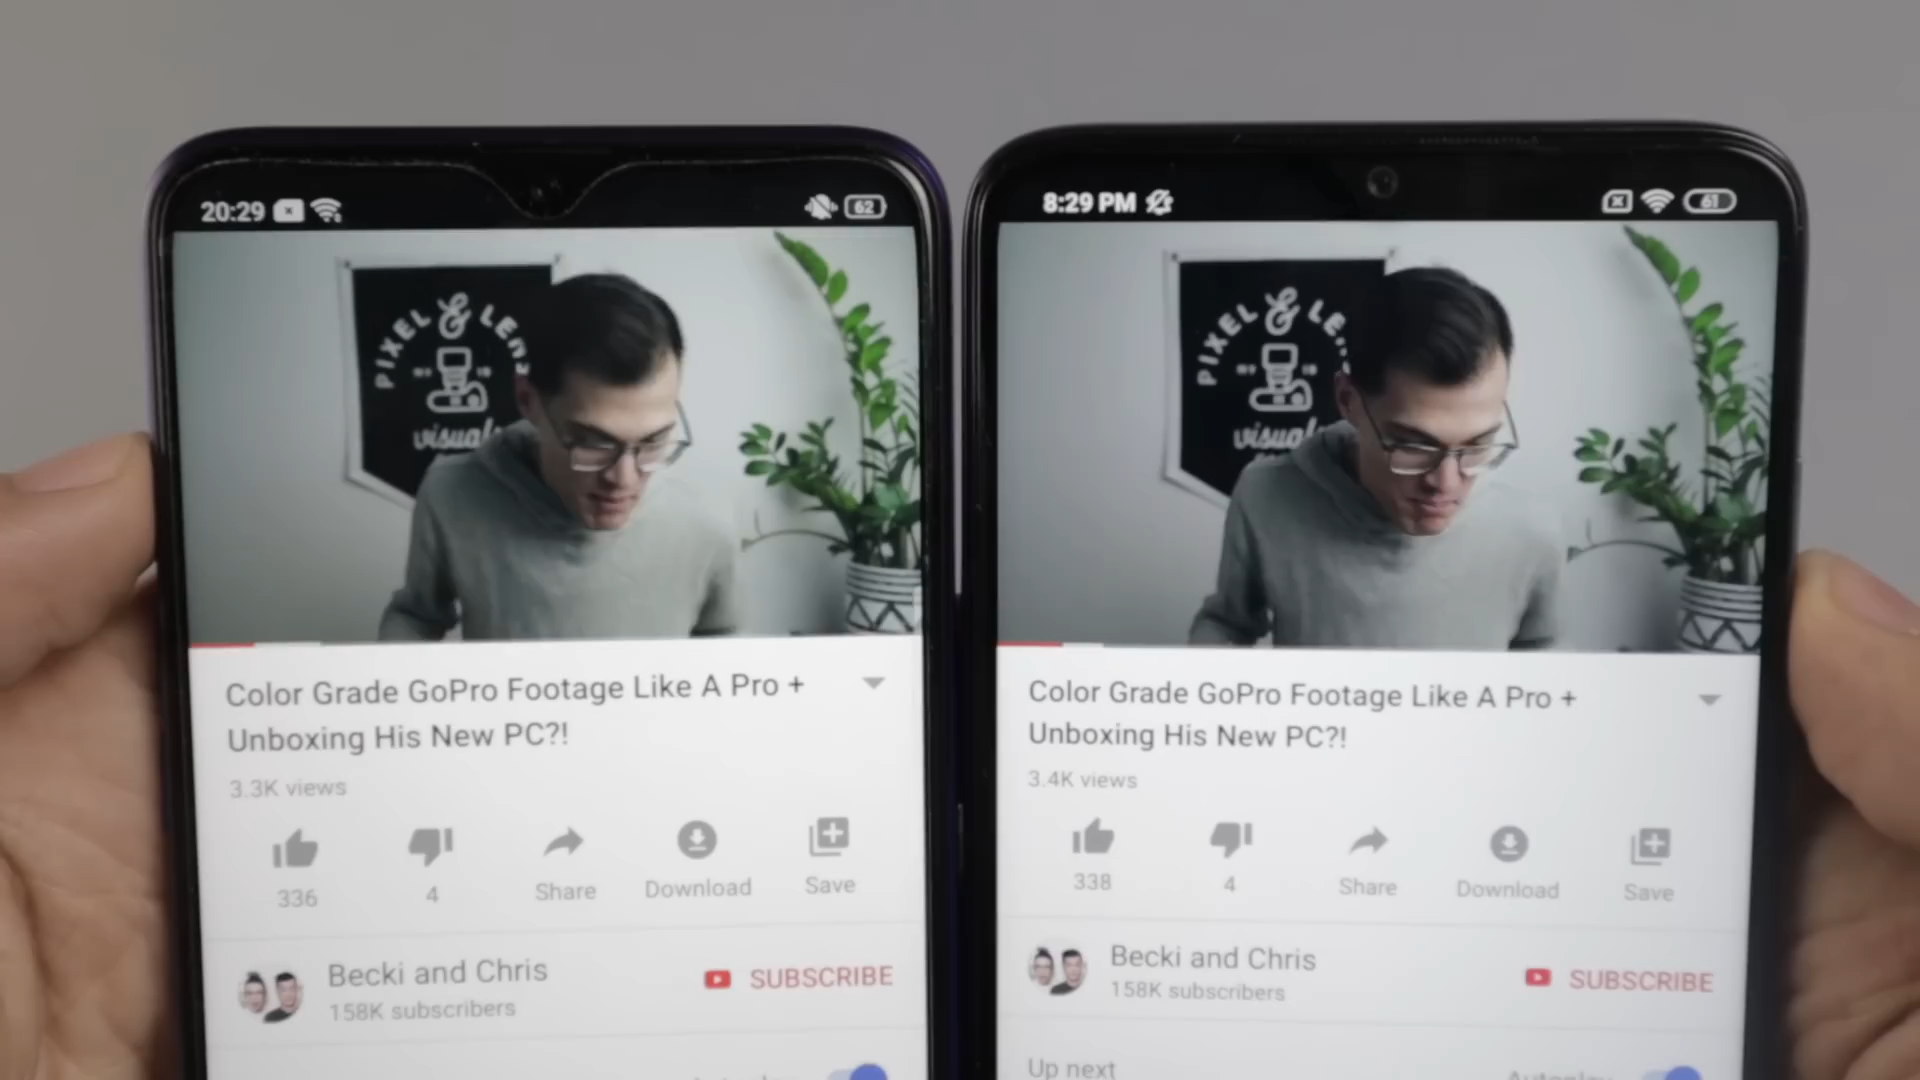 20:29
62
PIXEL & LENS
MY IS
visual
Color Grade GoPro Footage Like A Pro +
Unboxing His New PC?!
3.3K views
336
4
Share
Download
Save
Becki and Chris
158K subscribers
SUBSCRIBE
8:29 PM
61
PIXEL & LE
visual
Color Grade GoPro Footage Like A Pro +
Unboxing His New PC?!
3.4K views
338
4
Share
Download
Save
Becki and Chris
158K subscribers
SUBSCRIBE
Up next
Autoplay